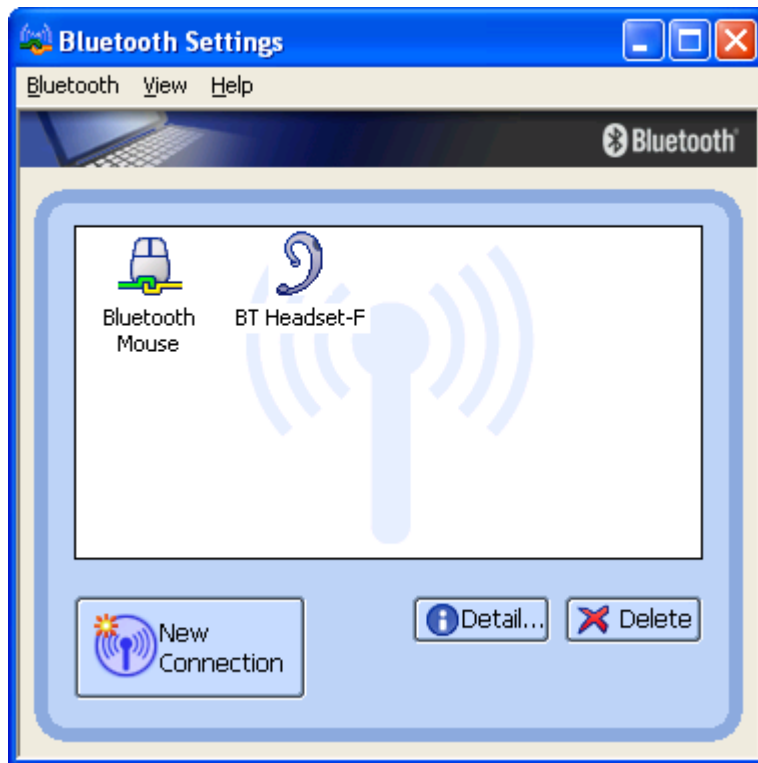 Bluetooth Settings
Bluetooth View Help
Bluetooth
Bluetooth
Mouse
BT Headset-F
New
Connection
Detail...
Delete